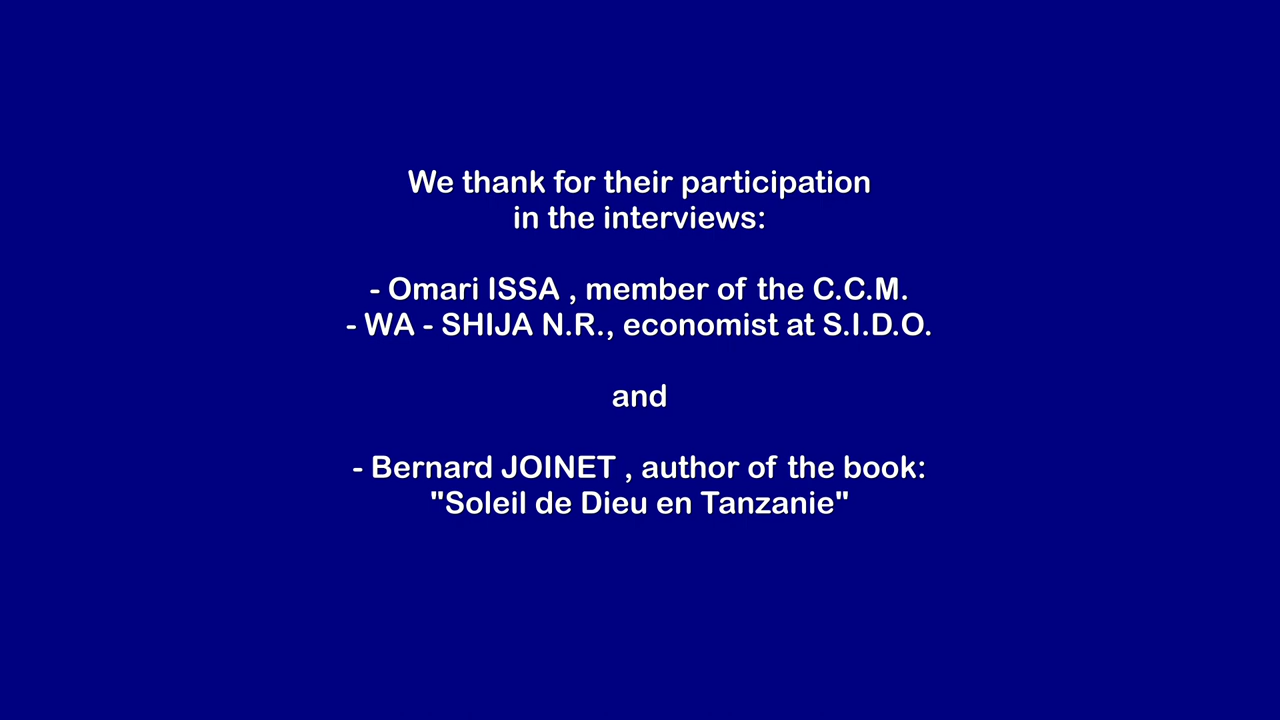 We thank for their participation
in the interviews:
- Omari ISSA , member of the C.C.M.
- WA - SHIJA N.R., economist at S.I.D.O.
and
- Bernard JOINET , author of the book:
"Soleil de Dieu en Tanzanie"